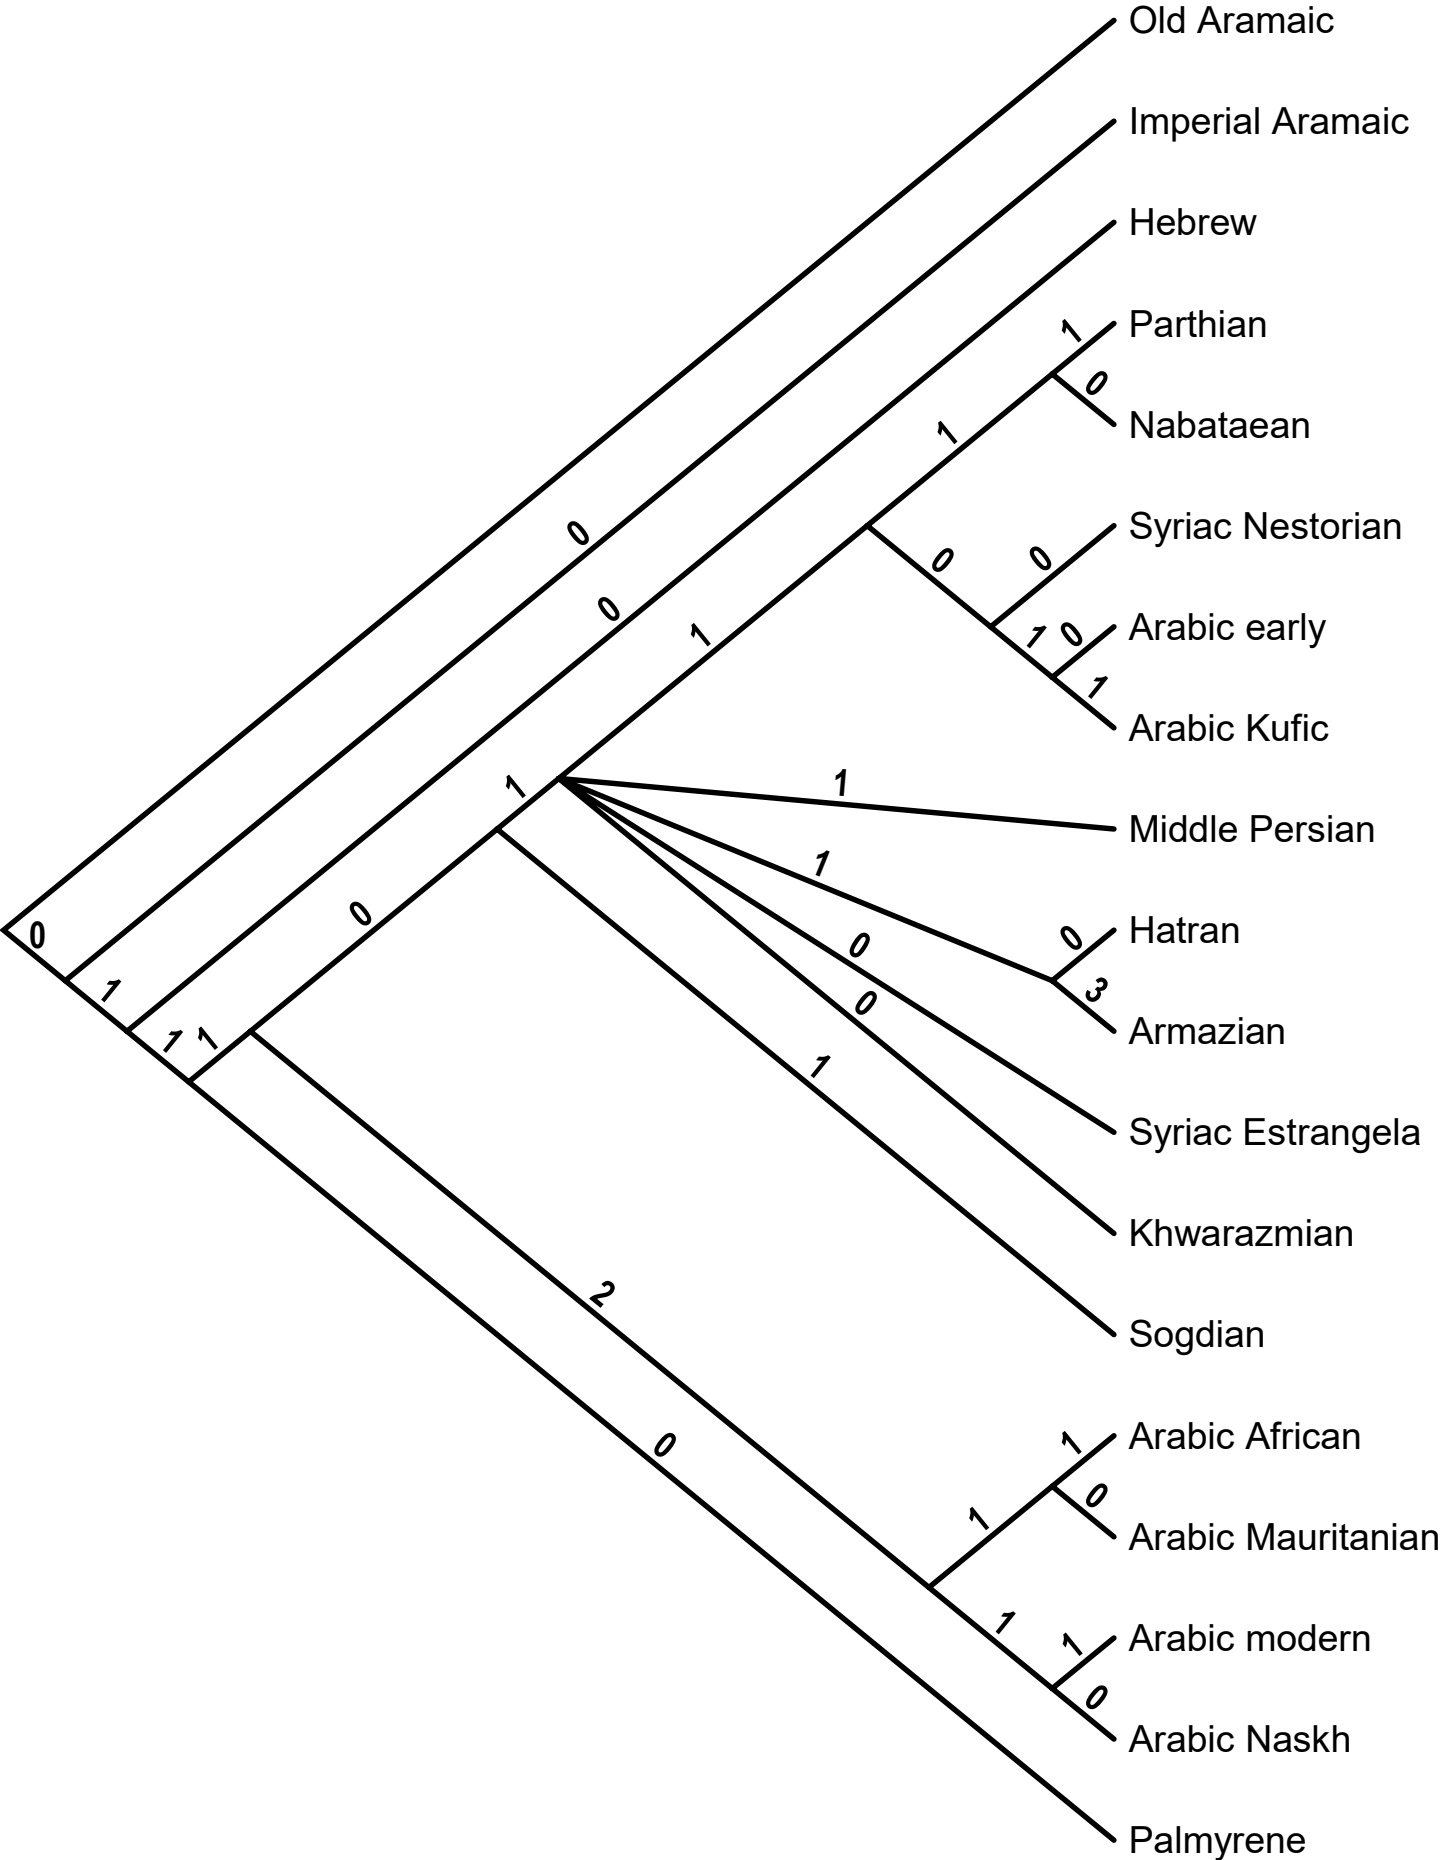 Old Aramaic
Imperial Aramaic
Hebrew
1 Parthian
0
1 Nabataean
0 Syriac Nestorian
0
0
0 Arabic early
0
1
1
1 Arabic Kufic
1
1
1 Middle Persian
1
0
0 Hatran
0
0
3
1
0 Armazian
1
1
1
1 Syriac Estrangela
Khwarazmian
2
Sogdian
1 Arabic African
0
0
1 Arabic Mauritanian
1
1 Arabic modern
0
Arabic Naskh
Palmyrene